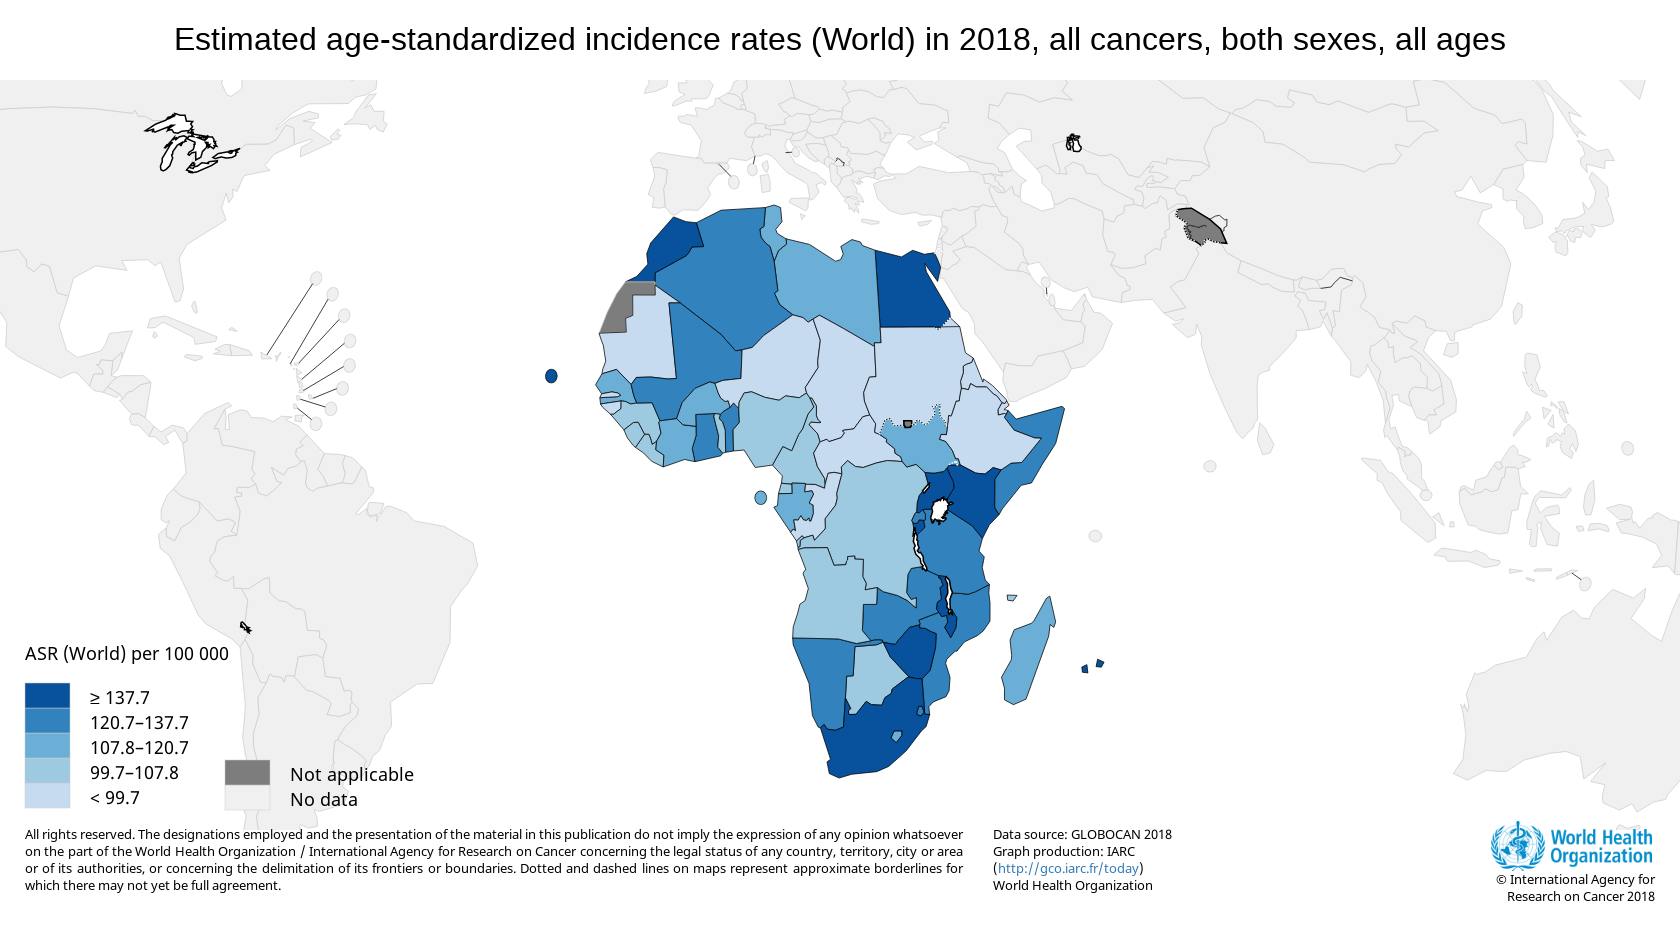 Estimated age-standardized incidence rates (World) in 2018, all cancers, both sexes, all ages
ASR (World) per 100 000
≥ 137.7
120.7–137.7
107.8–120.7
99.7–107.8
< 99.7
Not applicable
No data
All rights reserved. The designations employed and the presentation of the material in this publication do not imply the expression of any opinion whatsoever
on the part of the World Health Organization / International Agency for Research on Cancer concerning the legal status of any country, territory, city or area
or of its authorities, or concerning the delimitation of its frontiers or boundaries. Dotted and dashed lines on maps represent approximate borderlines for
which there may not yet be full agreement.
Data source: GLOBOCAN 2018
Graph production: IARC
(http://gco.iarc.fr/today)
World Health Organization
World Health
Organization
© International Agency for
Research on Cancer 2018